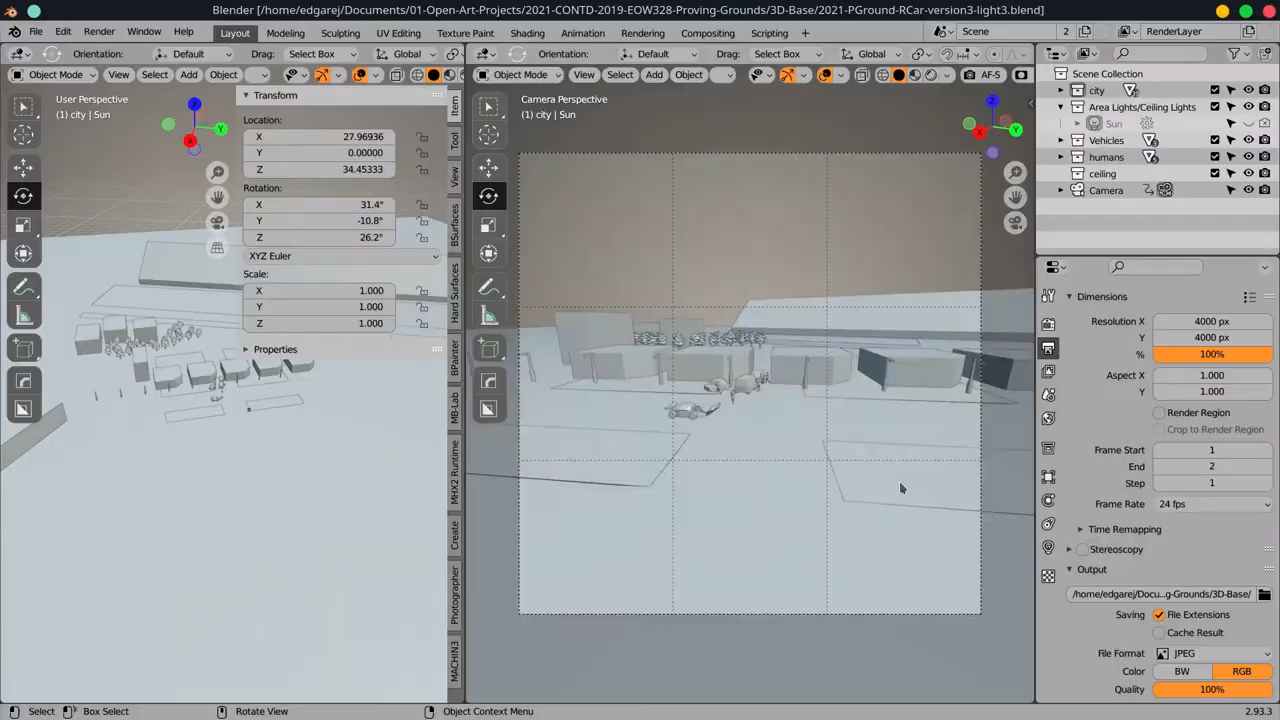 Blender [/home/edgarej/Documents/01-Open-Art-Projects/2021-CONTD-2019-EOW328-Proving-Grounds/3D-Base/2021-PGround-RCar-version3-light3.blend]
File Edit Render Window Help Layout Modeling Sculpting UV Editing Texture Paint Shading Animation Rendering Compositing Scripting + Scene 2 RenderLayer
Orientation: Default Drag: Select Box Global
Orientation: Default Drag: Select Box Global
Object Mode View Select Add Object
Object Mode View Select Add Object AF-S
User Perspective
(1) city | Sun
Transform
Location:
X 27.96936
Y 0.00000
Z 34.45333
Rotation:
X 31.4°
Y -10.8°
Z 26.2°
XYZ Euler
Scale:
X 1.000
Y 1.000
Z 1.000
Properties
Item
Tool
View
BSurfaces
Hard Surfaces
BPainter
MB-Lab
MHX2 Runtime
Create
Photographer
MACHIN3
Camera Perspective
(1) city | Sun
Scene Collection
city
Area Lights/Ceiling Lights
Sun
Vehicles
humans
ceiling
Camera
Dimensions
Resolution X 4000 px
Y 4000 px
% 100%
Aspect X 1.000
Y 1.000
Render Region
Crop to Render Region
Frame Start 1
End 2
Step 1
Frame Rate 24 fps
Time Remapping
Stereoscopy
Output
/home/edgarej/Docu...g-Grounds/3D-Base/
Saving File Extensions
Cache Result
File Format JPEG
Color BW RGB
Quality 100%
Select Box Select Rotate View Object Context Menu 2.93.3